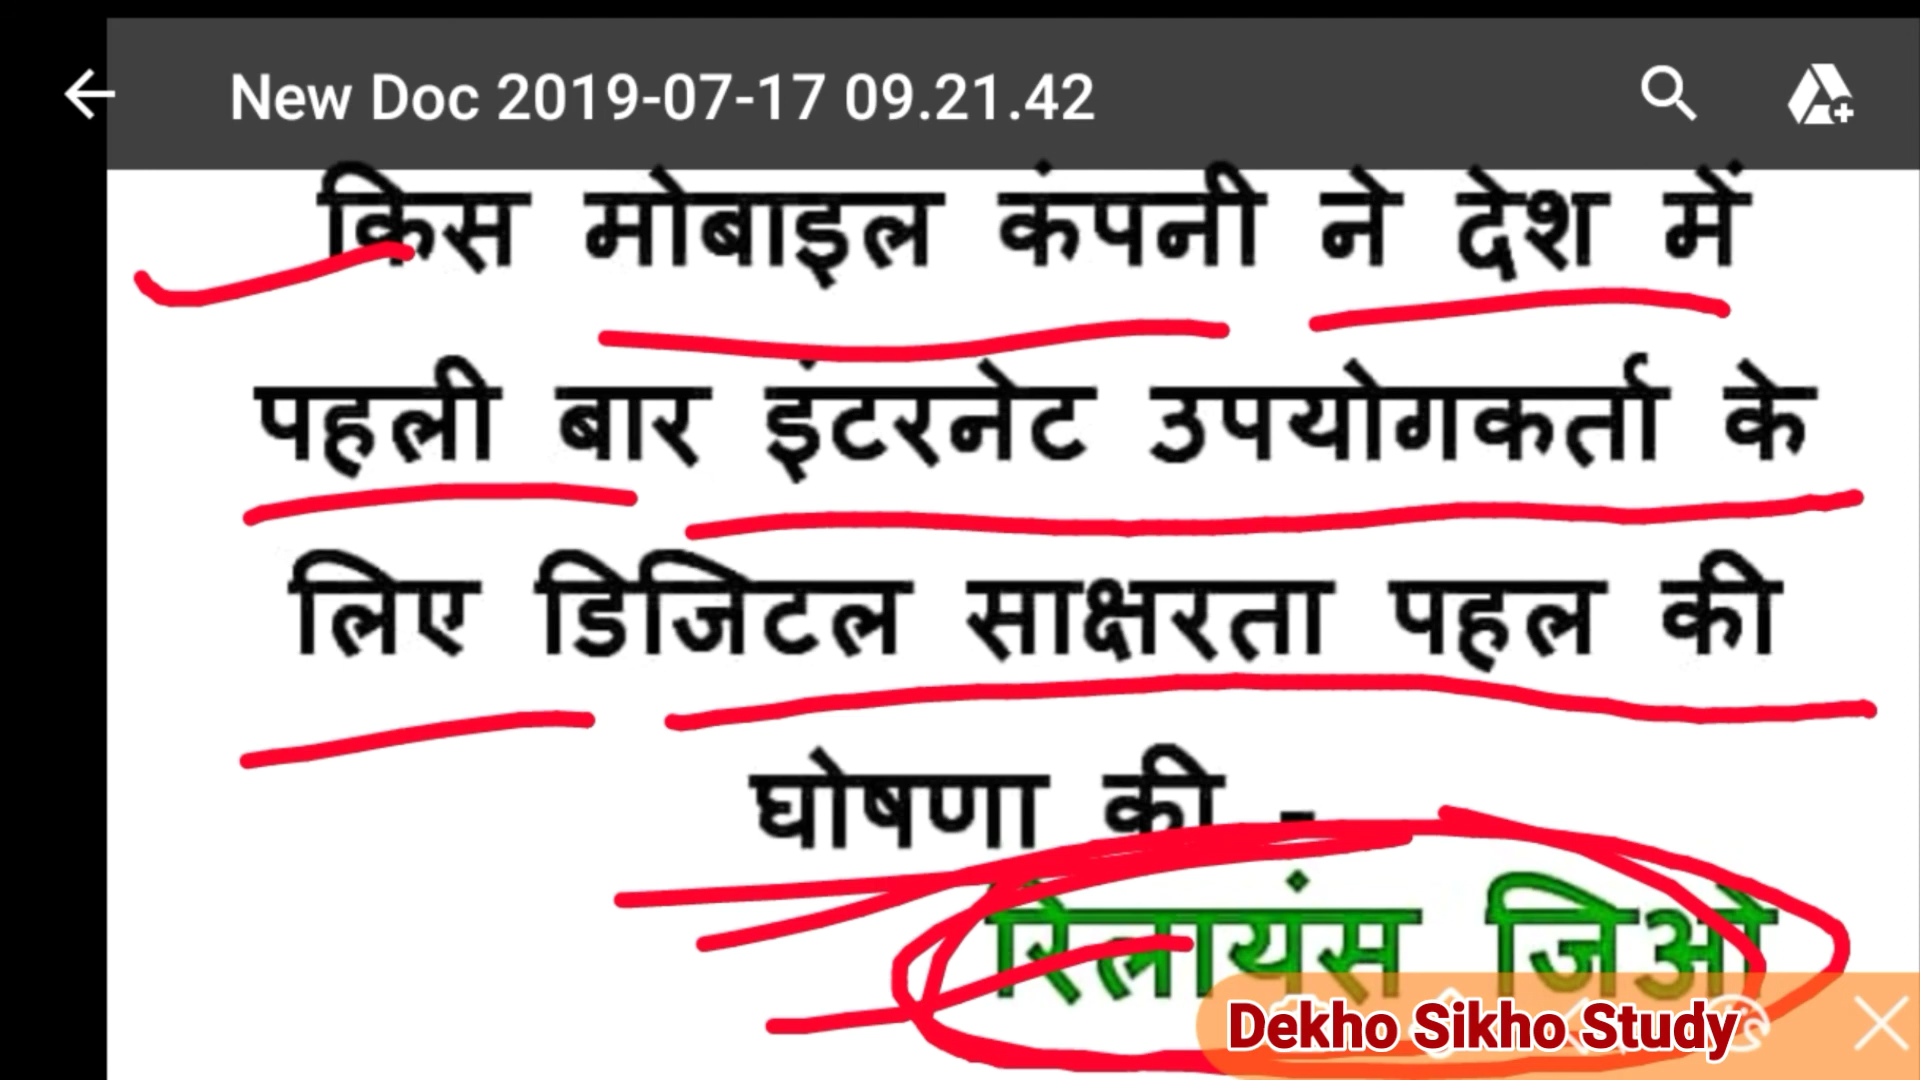 New Doc 2019-07-17 09.21.42
किस मोबाइल कंपनी ने देश में
पहली बार इंटरनेट उपयोगकर्ता के
लिए डिजिटल साक्षरता पहल की
घोषणा की -
रिलायंस जिओ
Dekho Sikho Study